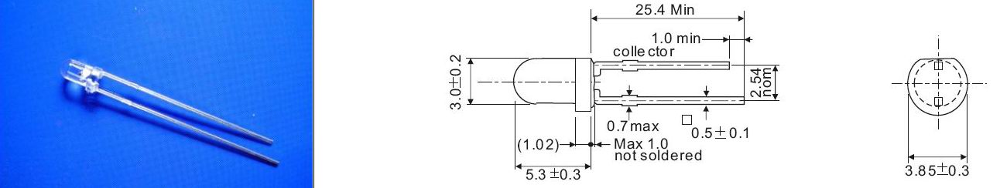 25.4 Min
1.0 min
collector
3.0±0.2
2.54
nom
0.7max
0.5±0.1
(1.02)
Max 1.0
not soldered
5.3±0.3
3.85±0.3